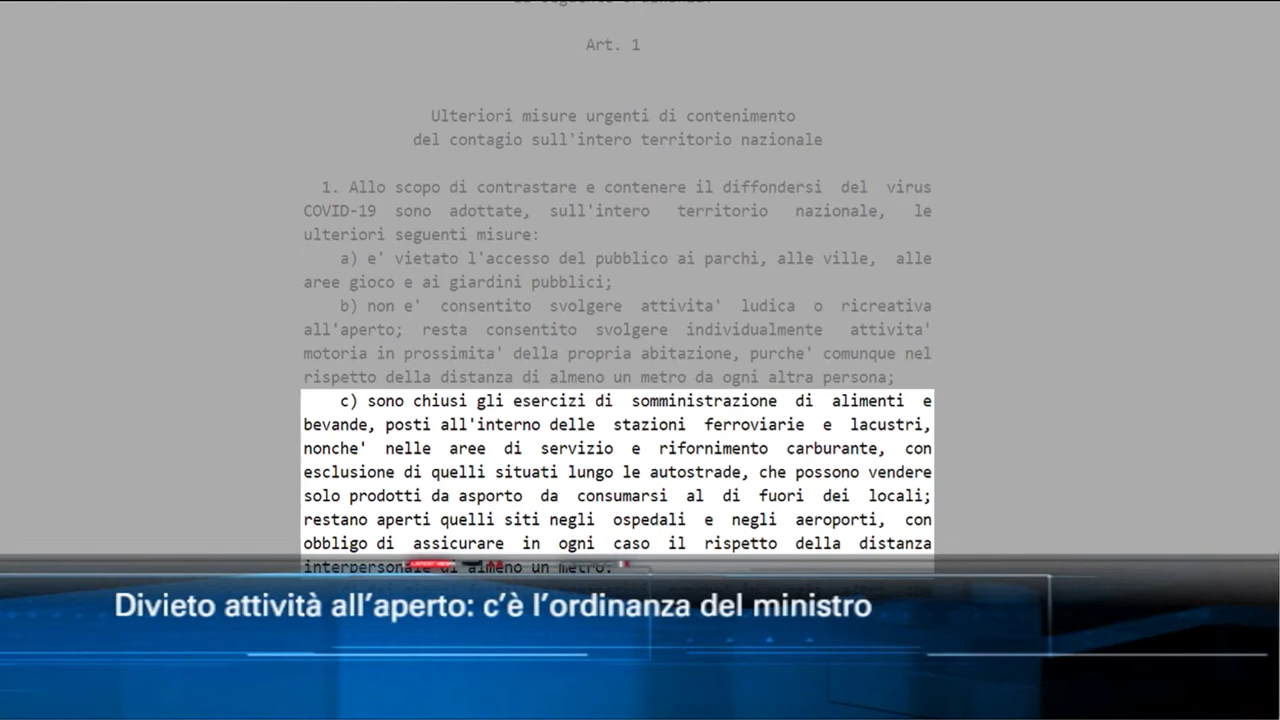 Art. 1
Ulteriori misure urgenti di contenimento
del contagio sull'intero territorio nazionale
1. Allo scopo di contrastare e contenere il diffondersi del virus
COVID-19 sono adottate, sull'intero territorio nazionale, le
ulteriori seguenti misure:
a) e' vietato l'accesso del pubblico ai parchi, alle ville, alle
aree gioco e ai giardini pubblici;
b) non e' consentito svolgere attivita' ludica o ricreativa
all'aperto; resta consentito svolgere individualmente attivita'
motoria in prossimita' della propria abitazione, purche' comunque nel
rispetto della distanza di almeno un metro da ogni altra persona;
c) sono chiusi gli esercizi di somministrazione di alimenti e
bevande, posti all'interno delle stazioni ferroviarie e lacustri,
nonche' nelle aree di servizio e rifornimento carburante, con
esclusione di quelli situati lungo le autostrade, che possono vendere
solo prodotti da asporto da consumarsi al di fuori dei locali;
restano aperti quelli siti negli ospedali e negli aeroporti, con
obbligo di assicurare in ogni caso il rispetto della distanza
interpersonale di almeno un metro.
Divieto attività all'aperto: c'è l'ordinanza del ministro